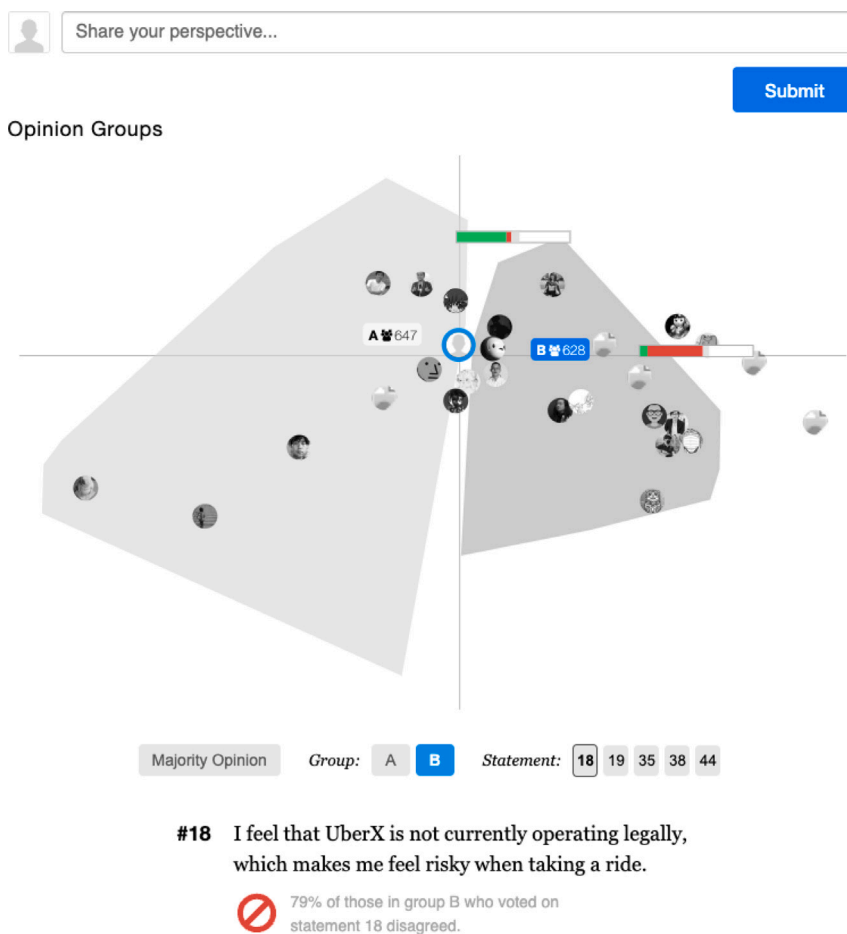 Share your perspective...
Submit
Opinion Groups
A 647
B 628
Majority Opinion Group: A B Statement: 18 19 35 38 44
#18 I feel that UberX is not currently operating legally,
which makes me feel risky when taking a ride.
79% of those in group B who voted on
statement 18 disagreed.